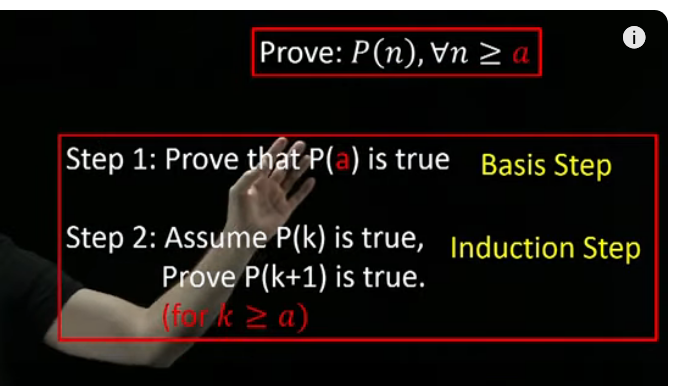 Prove: P(n), ∀n ≥ a
Step 1: Prove that P(a) is true Basis Step
Step 2: Assume P(k) is true, Induction Step
Prove P(k+1) is true.
(for k ≥ a)